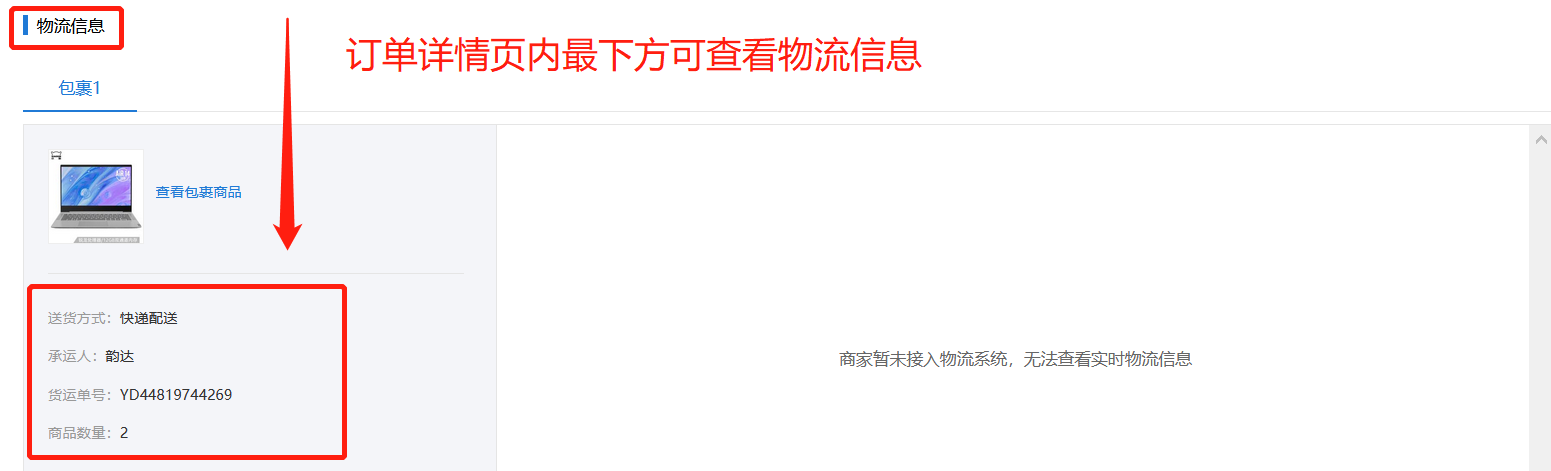 物流信息
订单详情页内最下方可查看物流信息
包裹1
查看包裹商品
送货方式：快递配送
承运人：韵达
货运单号：YD44819744269
商品数量：2
商家暂未接入物流系统，无法查看实时物流信息